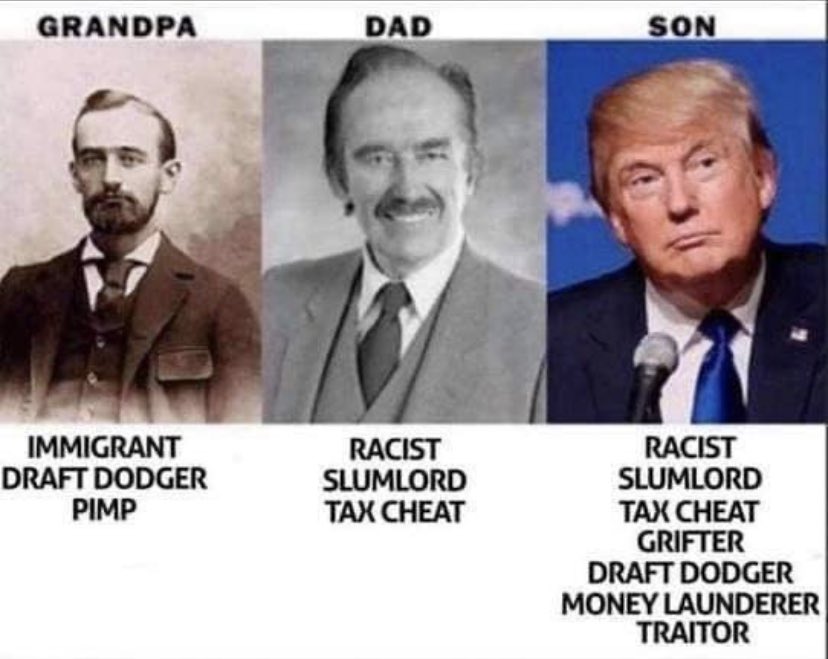 GRANDPA
DAD
SON
IMMIGRANT
DRAFT DODGER
PIMP
RACIST
SLUMLORD
TAX CHEAT
RACIST
SLUMLORD
TAX CHEAT
GRIFTER
DRAFT DODGER
MONEY LAUNDERER
TRAITOR